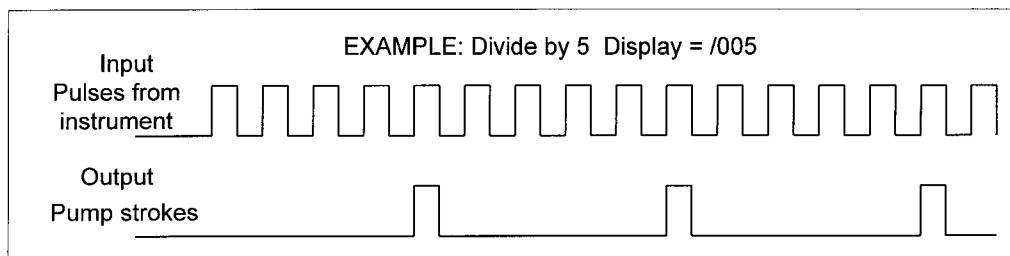 EXAMPLE: Divide by 5 Display = /005
Input
Pulses from
instrument
Output
Pump strokes